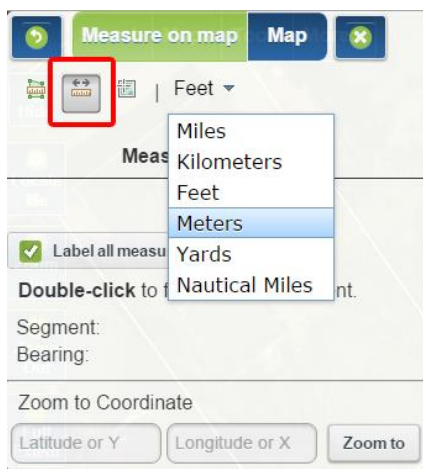 Measure on map Map
| Feet
Miles
Meas
Kilometers
Feet
Meters
Label all measu
Yards
Double-click to f
Nautical Miles
nt.
Segment:
Bearing:
Zoom to Coordinate
Latitude or Y Longitude or X Zoom to